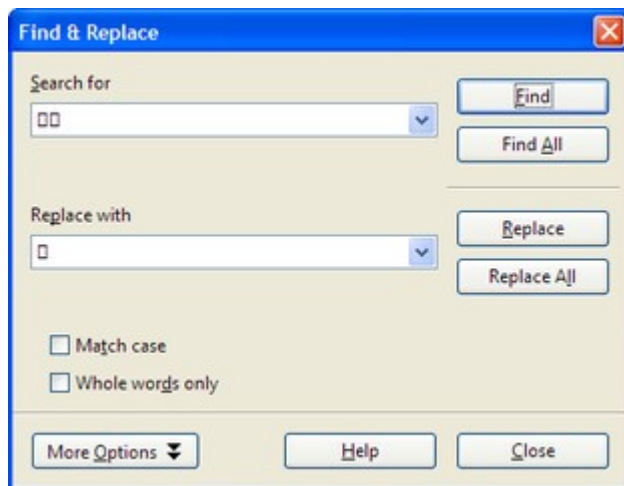 Find & Replace
Search for
Find
□□
Find All
Replace with
Replace
□
Replace All
Match case
Whole words only
More Options
Help
Close